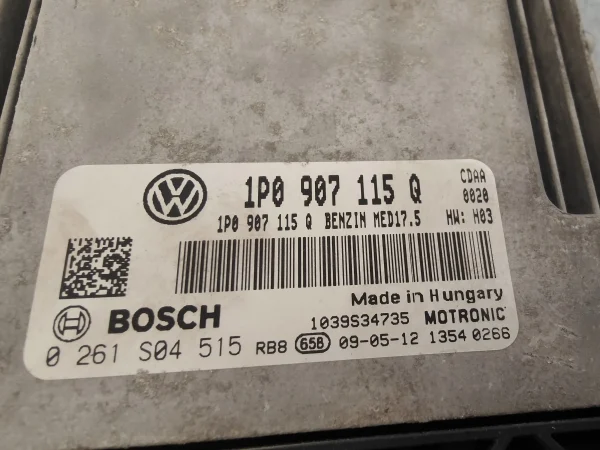 1P0 907 115 Q CDAA
0020
1P0 907 115 Q BENZIN MED17.5 HW: H03
Made in Hungary
BOSCH 1039S34735 MOTRONIC
0 261 S04 515 RB8 65B 09-05-12 1354 0266